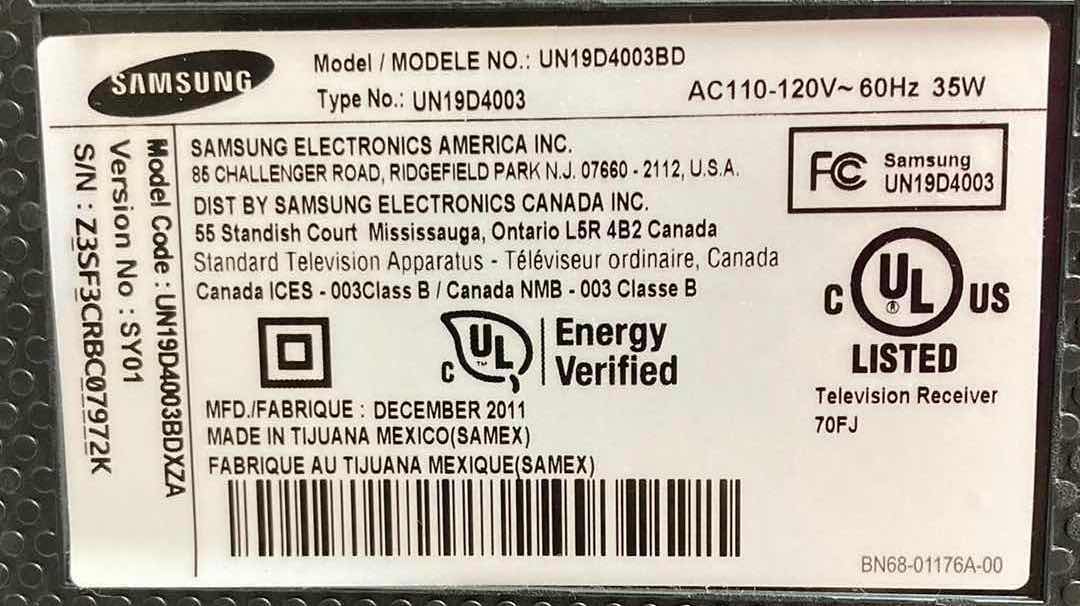 SAMSUNG
Model / MODELE NO.: UN19D4003BD
Type No.: UN19D4003
AC110-120V~ 60Hz 35W
Model Code : UN19D4003BDXZA
Version No : SY01
S/N : Z3SF3CRBC07972K
SAMSUNG ELECTRONICS AMERICA INC.
85 CHALLENGER ROAD, RIDGEFIELD PARK N.J. 07660 - 2112, U.S.A.
DIST BY SAMSUNG ELECTRONICS CANADA INC.
55 Standish Court Mississauga, Ontario L5R 4B2 Canada
Standard Television Apparatus - Téléviseur ordinaire, Canada
Canada ICES - 003Class B / Canada NMB - 003 Classe B
FC Samsung
UN19D4003
C UL ® US
LISTED
Television Receiver
70FJ
C UL ™ Energy
Verified
MFD./FABRIQUE : DECEMBER 2011
MADE IN TIJUANA MEXICO(SAMEX)
FABRIQUE AU TIJUANA MEXIQUE(SAMEX)
BN68-01176A-00